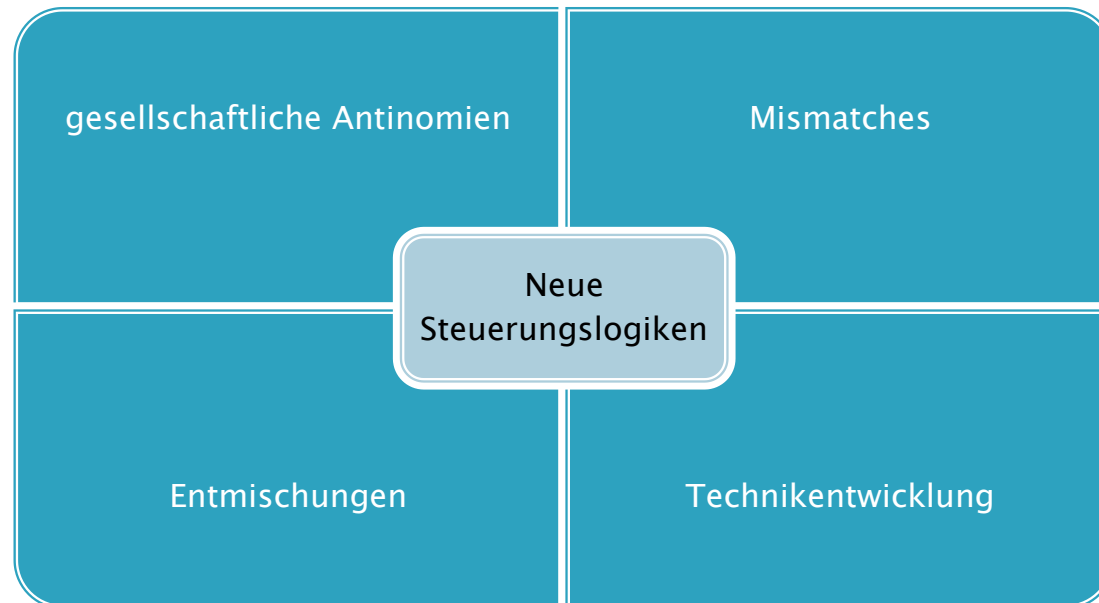 gesellschaftliche Antinomien
Mismatches
Neue
Steuerungslogiken
Entmischungen
Technikentwicklung